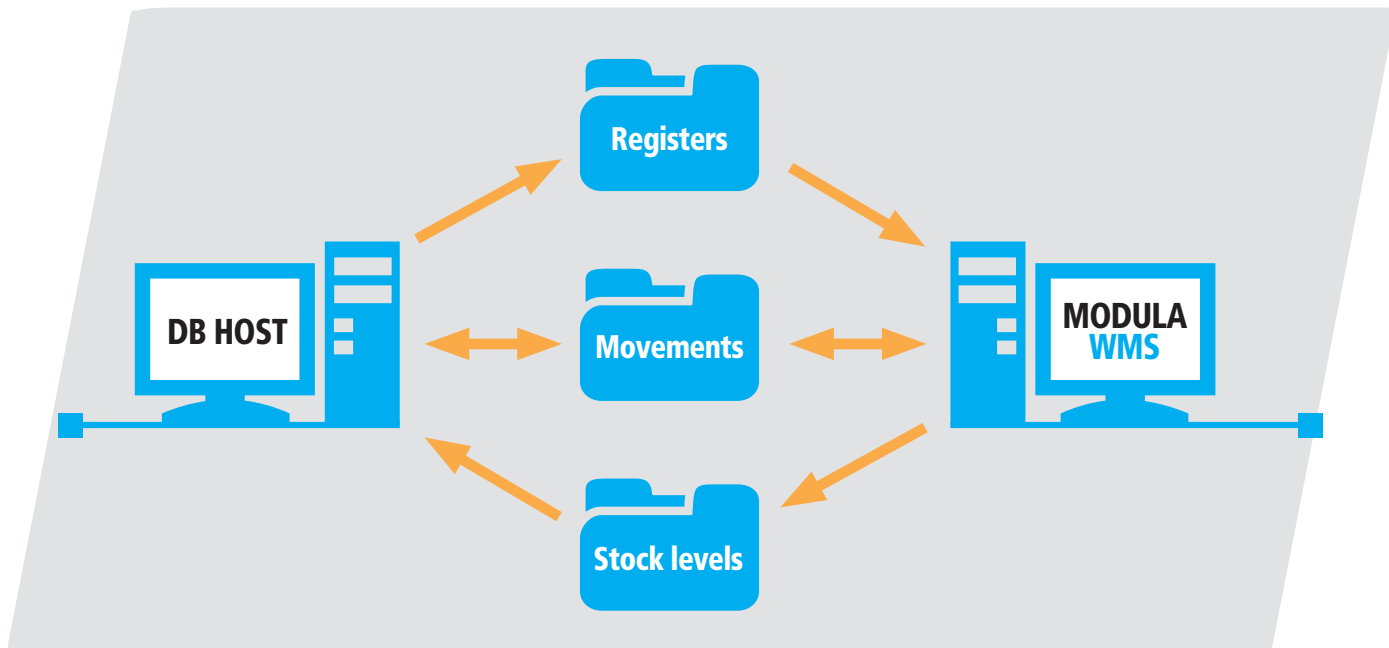 Registers
DB HOST
Movements
MODULA
WMS
Stock levels